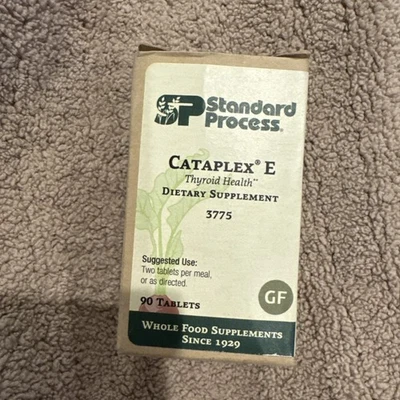 SP Standard
Process®
CATAPLEX® E
Thyroid Health**
DIETARY SUPPLEMENT
3775
Suggested Use:
Two tablets per meal,
or as directed.
90 TABLETS
GF
WHOLE FOOD SUPPLEMENTS
SINCE 1929